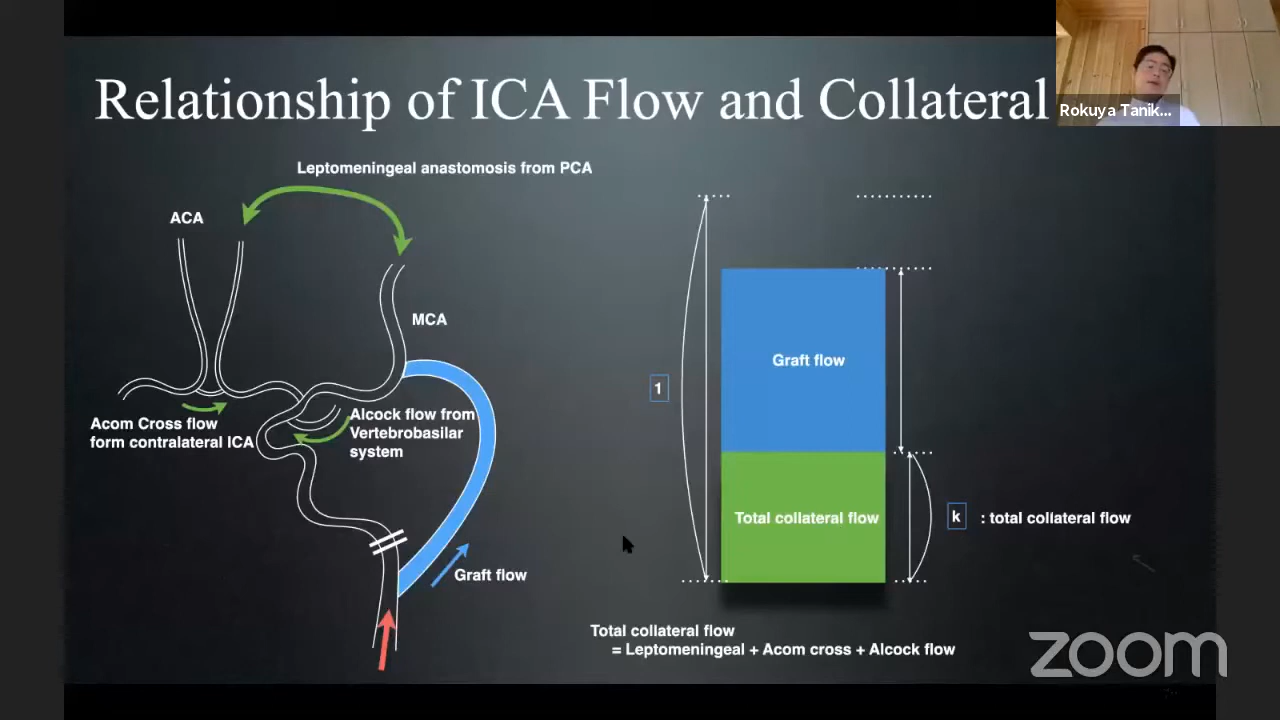 Relationship of ICA Flow and Collateral
Rokuya Tanik...
Leptomeningeal anastomosis from PCA
ACA
MCA
Acom Cross flow
form contralateral ICA
Alcock flow from
Vertebrobasilar
system
Graft flow
1
Graft flow
Total collateral flow
k : total collateral flow
Total collateral flow
= Leptomeningeal + Acom cross + Alcock flow
zoom